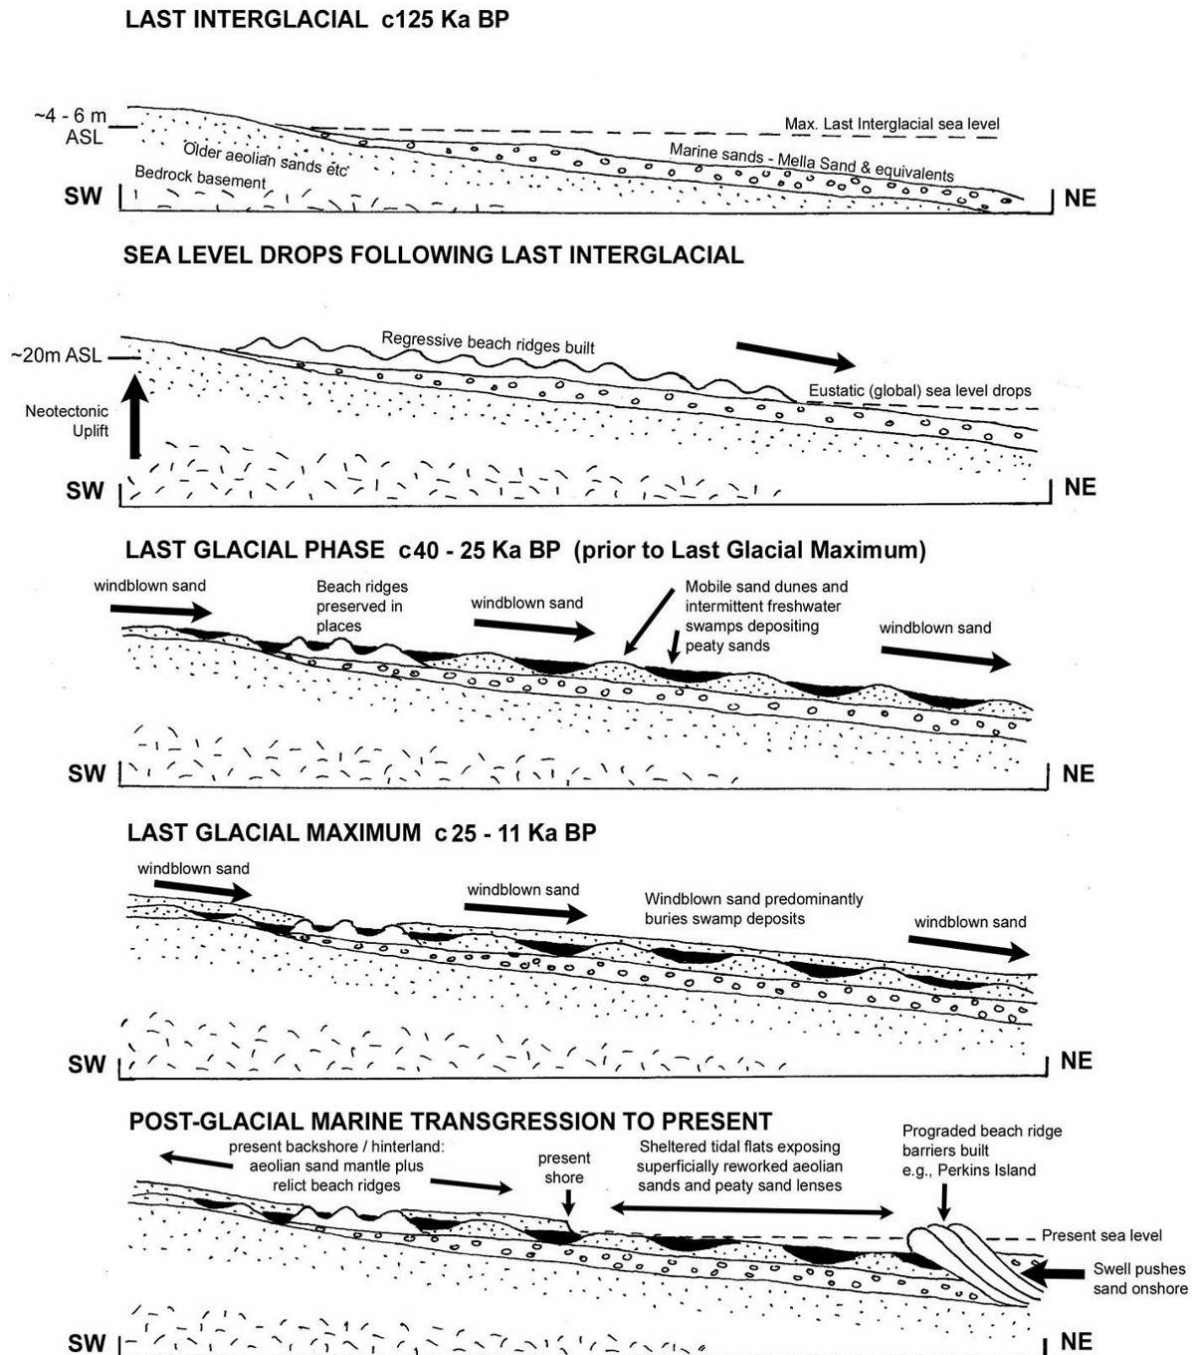 LAST INTERGLACIAL c125 Ka BP
~4 - 6 m
ASL
Max. Last Interglacial sea level
Older aeolian sands etc
Marine sands - Mella Sand & equivalents
Bedrock basement
SW
NE
SEA LEVEL DROPS FOLLOWING LAST INTERGLACIAL
~20m ASL
Regressive beach ridges built
Eustatic (global) sea level drops
Neotectonic
Uplift
SW
NE
LAST GLACIAL PHASE c40 - 25 Ka BP (prior to Last Glacial Maximum)
windblown sand
Beach ridges
preserved in
places
windblown sand
Mobile sand dunes and
intermittent freshwater
swamps depositing
peaty sands
windblown sand
SW
NE
LAST GLACIAL MAXIMUM c 25 - 11 Ka BP
windblown sand
windblown sand
Windblown sand predominantly
buries swamp deposits
windblown sand
SW
NE
POST-GLACIAL MARINE TRANSGRESSION TO PRESENT
present backshore / hinterland:
aeolian sand mantle plus
relict beach ridges
present
shore
Sheltered tidal flats exposing
superficially reworked aeolian
sands and peaty sand lenses
Prograded beach ridge
barriers built
e.g., Perkins Island
Present sea level
Swell pushes
sand onshore
SW
NE